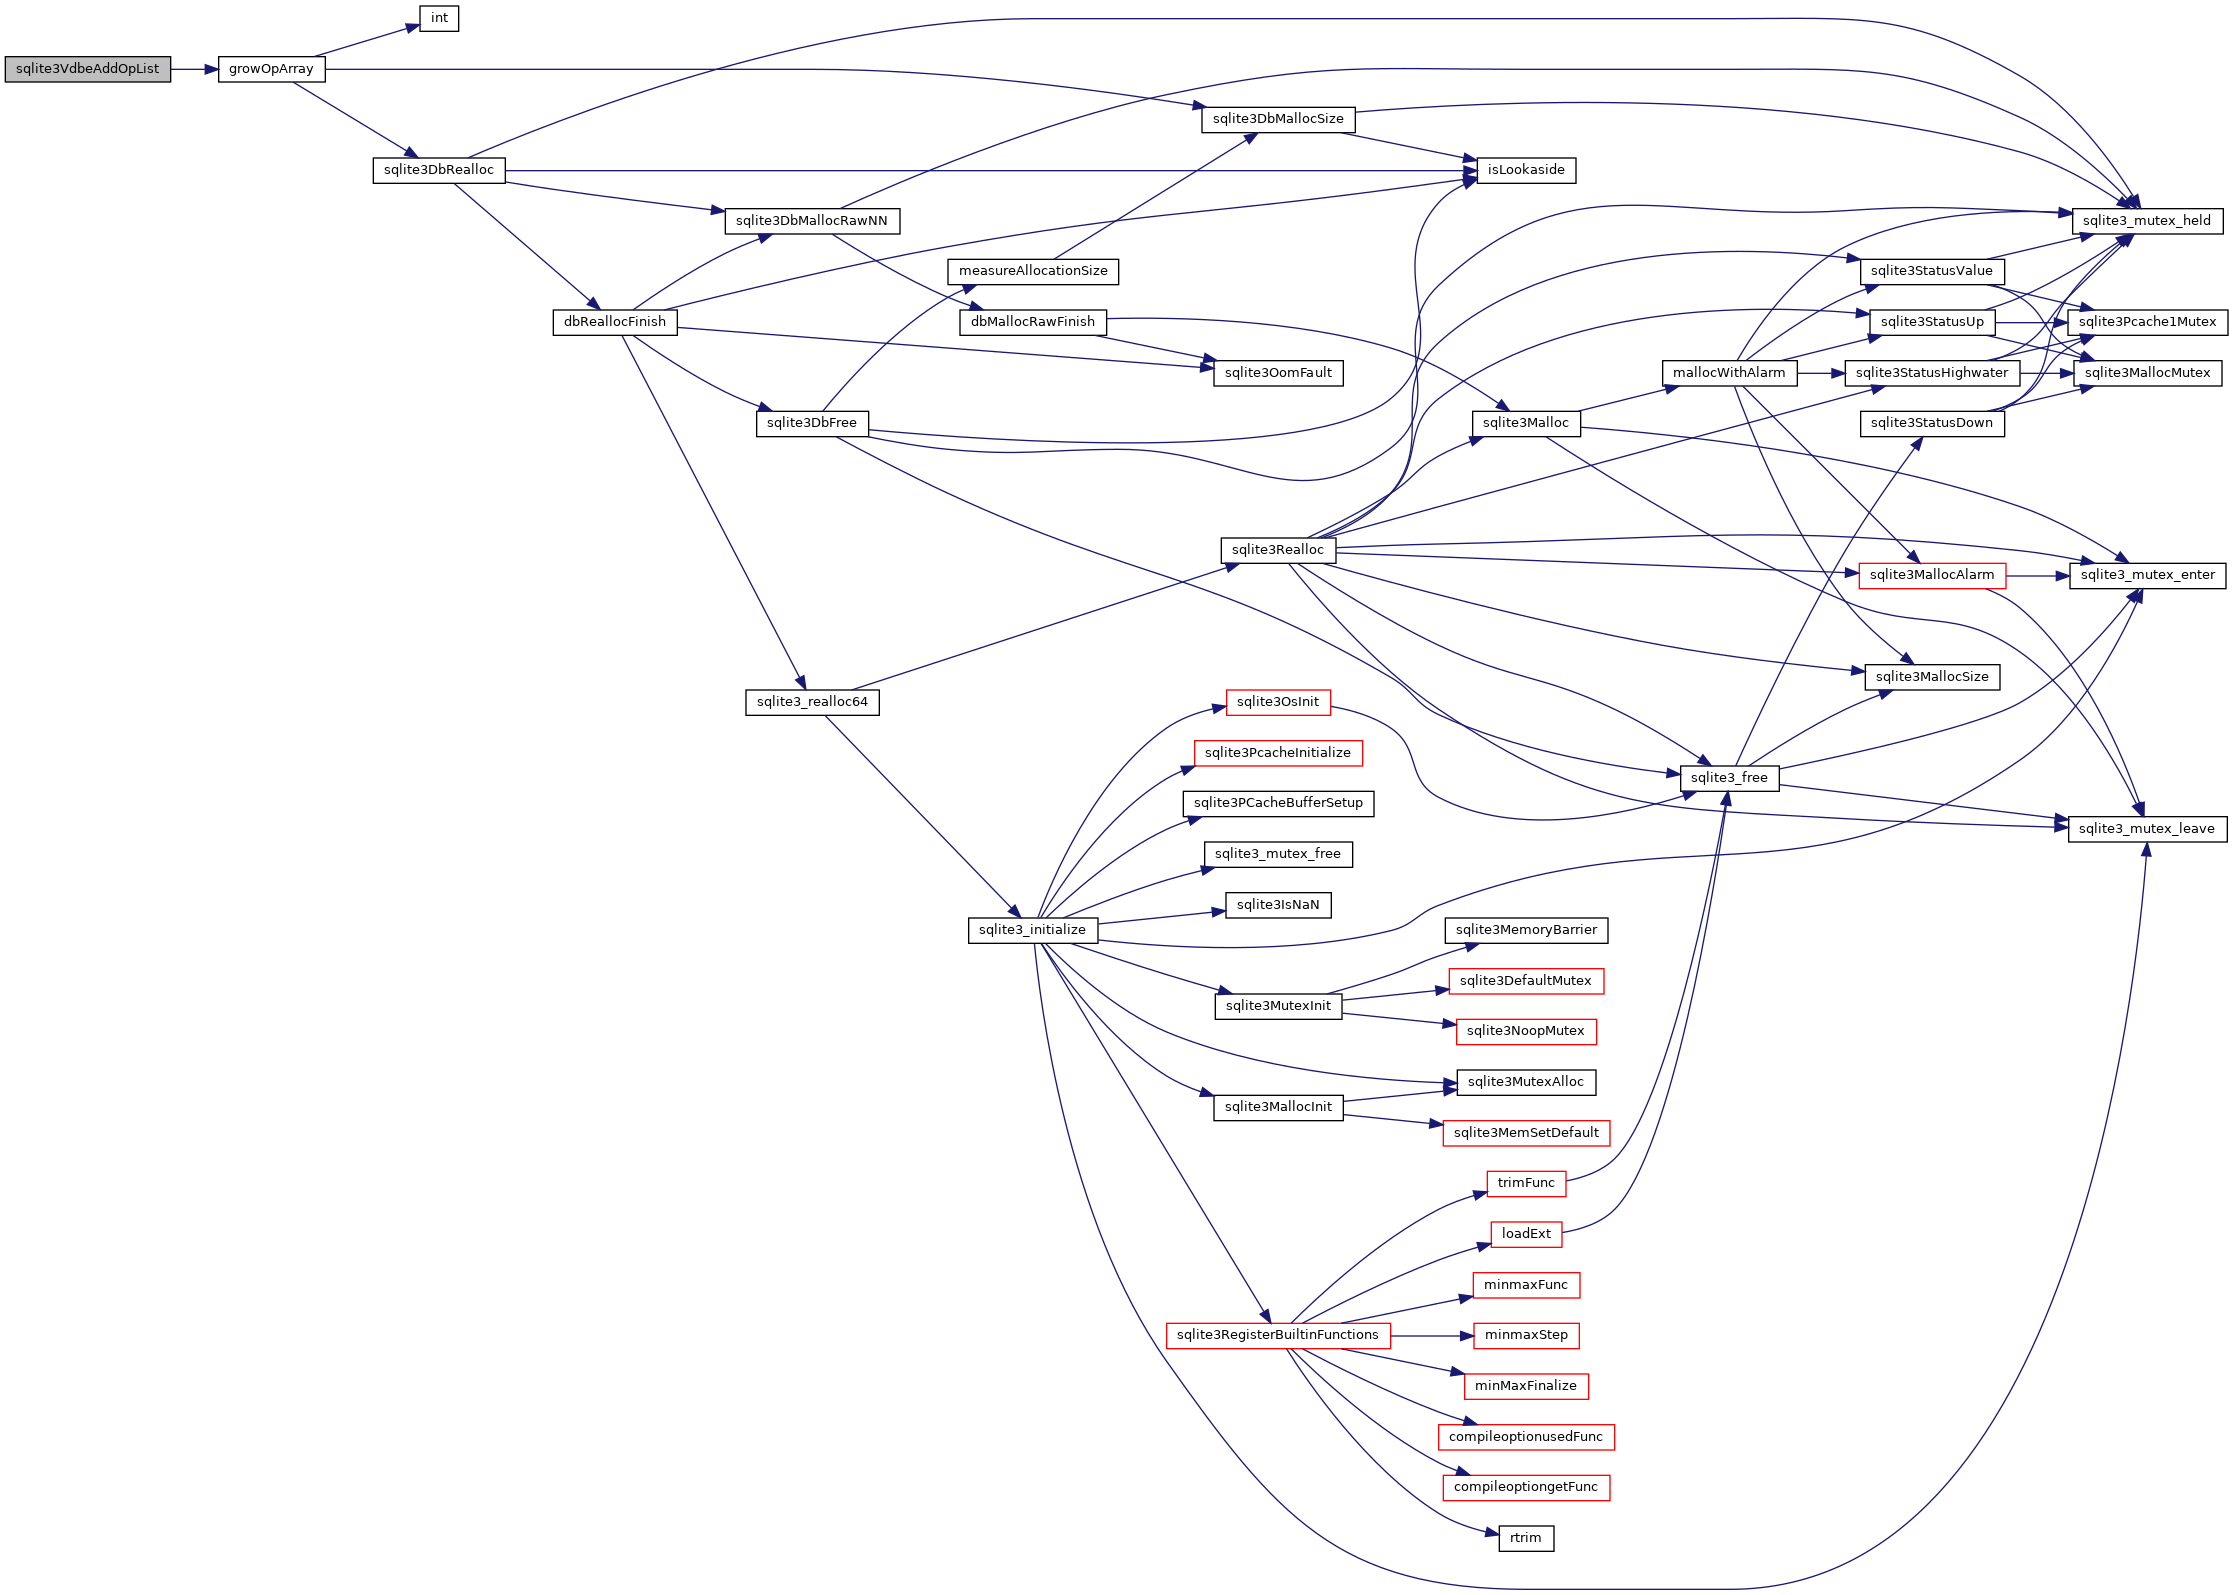 int
sqlite3VdbeAddOpList
growOpArray
sqlite3DbMallocSize
sqlite3DbRealloc
isLookaside
sqlite3DbMallocRawNN
sqlite3_mutex_held
measureAllocationSize
sqlite3StatusValue
dbReallocFinish
dbMallocRawFinish
sqlite3StatusUp
sqlite3Pcache1Mutex
sqlite3OomFault
mallocWithAlarm
sqlite3StatusHighwater
sqlite3MallocMutex
sqlite3DbFree
sqlite3Malloc
sqlite3StatusDown
sqlite3Realloc
sqlite3MallocAlarm
sqlite3_mutex_enter
sqlite3MallocSize
sqlite3_realloc64
sqlite3OsInit
sqlite3PcacheInitialize
sqlite3_free
sqlite3PCacheBufferSetup
sqlite3_mutex_leave
sqlite3_mutex_free
sqlite3IsNaN
sqlite3_initialize
sqlite3MemoryBarrier
sqlite3DefaultMutex
sqlite3MutexInit
sqlite3NoopMutex
sqlite3MutexAlloc
sqlite3MallocInit
sqlite3MemSetDefault
trimFunc
loadExt
minmaxFunc
sqlite3RegisterBuiltinFunctions
minmaxStep
minMaxFinalize
compileoptionusedFunc
compileoptiongetFunc
rtrim